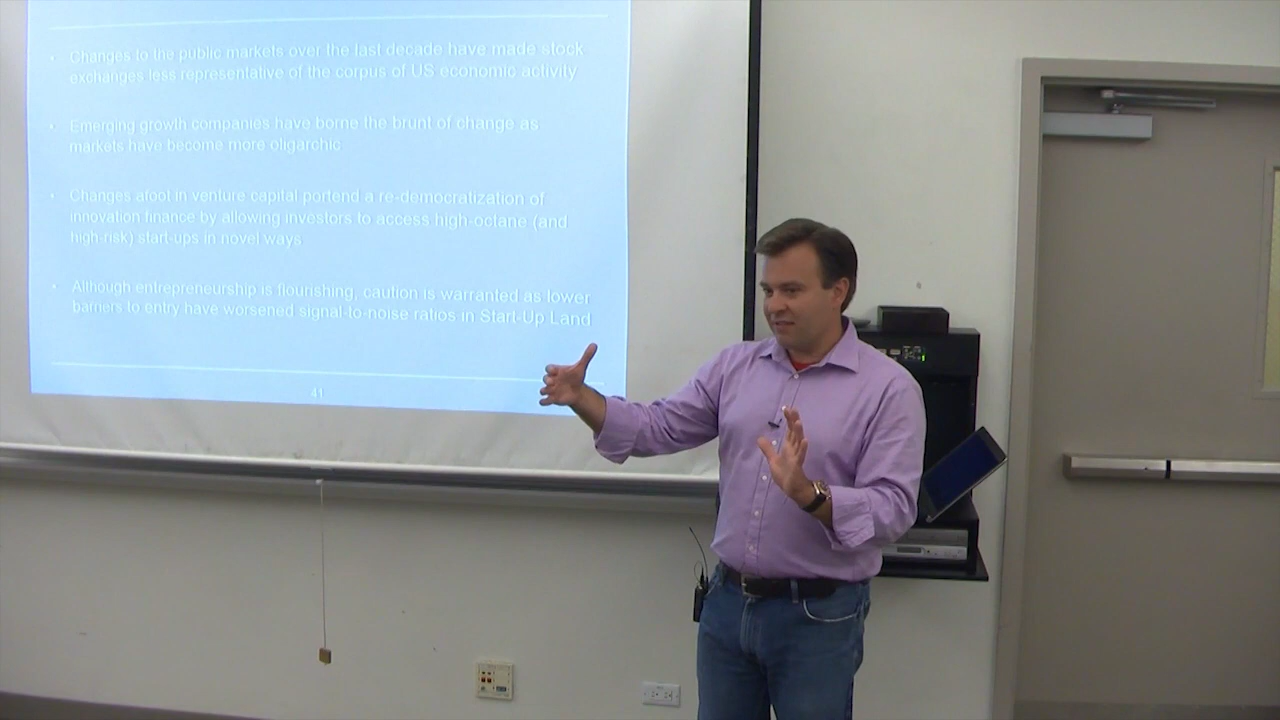 • Changes to the public markets over the last decade have made stock
exchanges less representative of the corpus of US economic activity
• Emerging growth companies have borne the brunt of change as
markets have become more oligarchic
• Changes afoot in venture capital portend a re-democratization of
innovation finance by allowing investors to access high-octane (and
high-risk) start-ups in novel ways
• Although entrepreneurship is flourishing, caution is warranted as lower
barriers to entry have worsened signal-to-noise ratios in Start-Up Land
41